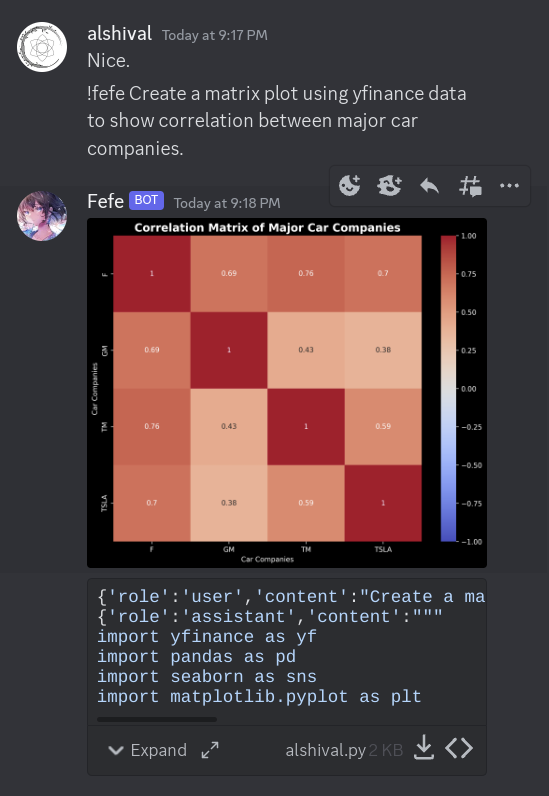 alshival Today at 9:17 PM
Nice.
!fefe Create a matrix plot using yfinance data
to show correlation between major car
companies.
Fefe BOT Today at 9:18 PM
Correlation Matrix of Major Car Companies
F 1 0.69 0.76 0.7
GM 0.69 1 0.43 0.38
TM 0.76 0.43 1 0.59
TSLA 0.7 0.38 0.59 1
Car Companies
F GM TM TSLA
Car Companies
1.00
0.75
0.50
0.25
0.00
−0.25
−0.50
−0.75
−1.00
{'role':'user','content':"Create a ma
{'role':'assistant','content':"""
import yfinance as yf
import pandas as pd
import seaborn as sns
import matplotlib.pyplot as plt
Expand alshival.py 2 KB